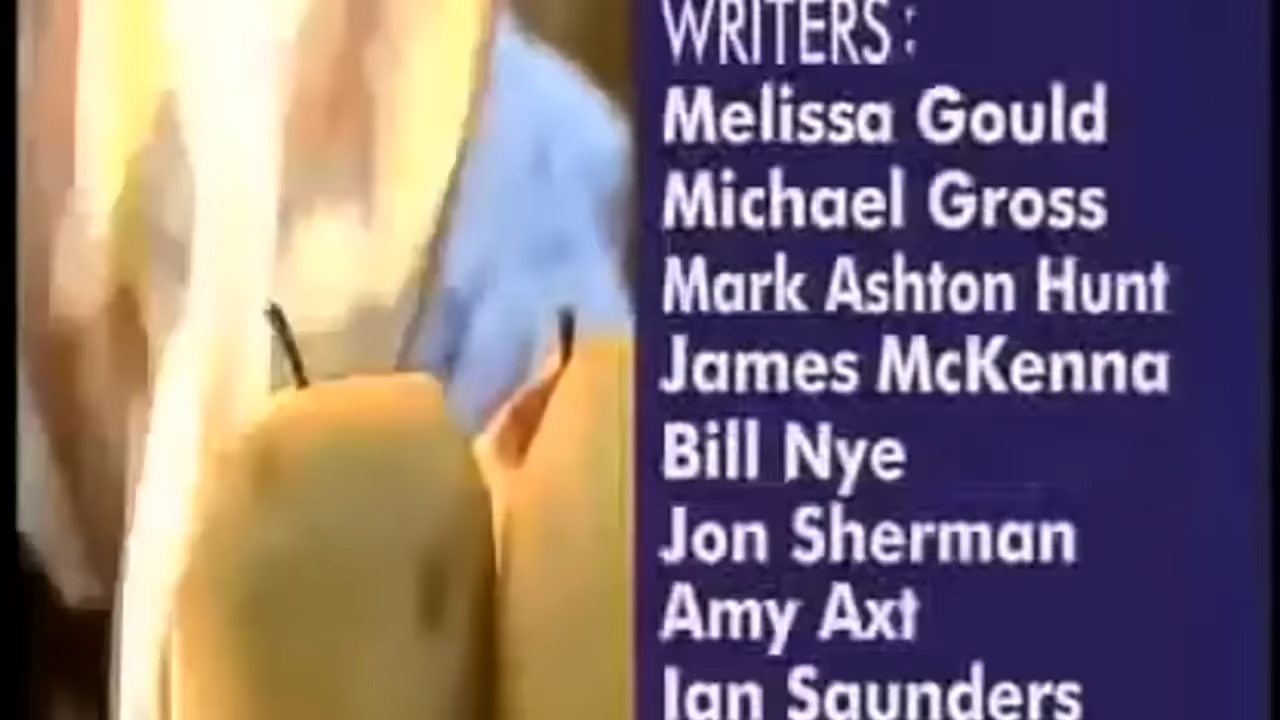 WRITERS:
Melissa Gould
Michael Gross
Mark Ashton Hunt
James McKenna
Bill Nye
Jon Sherman
Amy Axt
Ian Saunders